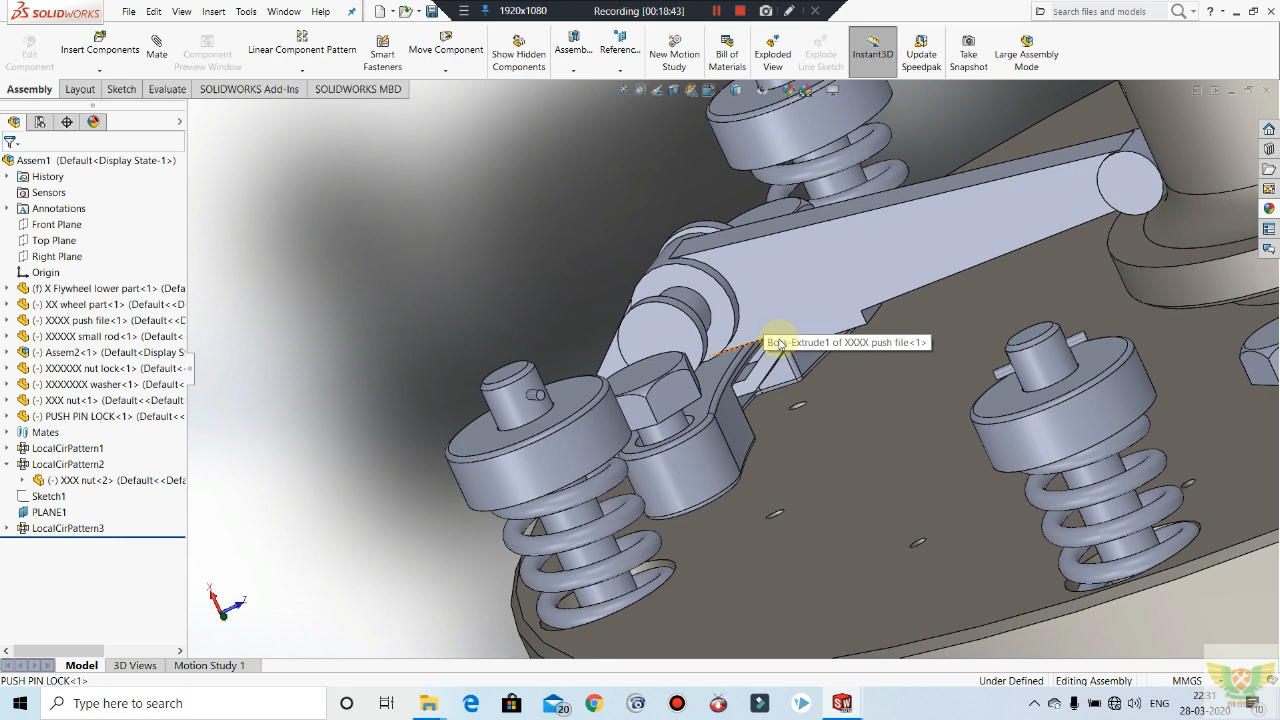 SOLIDWORKS
File Edit View Insert Tools Window Help
1920x1080 Recording [00:18:43]
Search files and models
Edit Component
Insert Components
Mate
Component Preview Window
Linear Component Pattern
Smart Fasteners
Move Component
Show Hidden Components
Assemb...
Referenc...
New Motion Study
Bill of Materials
Exploded View
Explode Line Sketch
Instant3D
Update Speedpak
Take Snapshot
Large Assembly Mode
Assembly Layout Sketch Evaluate SOLIDWORKS Add-Ins SOLIDWORKS MBD
Assem1 (Default<Display State-1>)
History
Sensors
Annotations
Front Plane
Top Plane
Right Plane
Origin
(f) X Flywheel lower part<1> (Def
(-) XX wheel part<1> (Default<<D
(-) XXXX push file<1> (Default<<
(-) XXXXX small rod<1> (Default<
(-) Assem2<1> (Default<Display S
(-) XXXXXX nut lock<1> (Default<
(-) XXXXXXX washer<1> (Default<
(-) XXX nut<1> (Default<<Default
(-) PUSH PIN LOCK<1> (Default<<
Mates
LocalCirPattern1
LocalCirPattern2
(-) XXX nut<2> (Default<<Defa
Sketch1
PLANE1
LocalCirPattern3
Boss-Extrude1 of XXXX push file<1>
X
Z
Model 3D Views Motion Study 1
PUSH PIN LOCK<1>
Under Defined Editing Assembly MMGS
Type here to search
20
ENG
22:31
28-03-2020
10